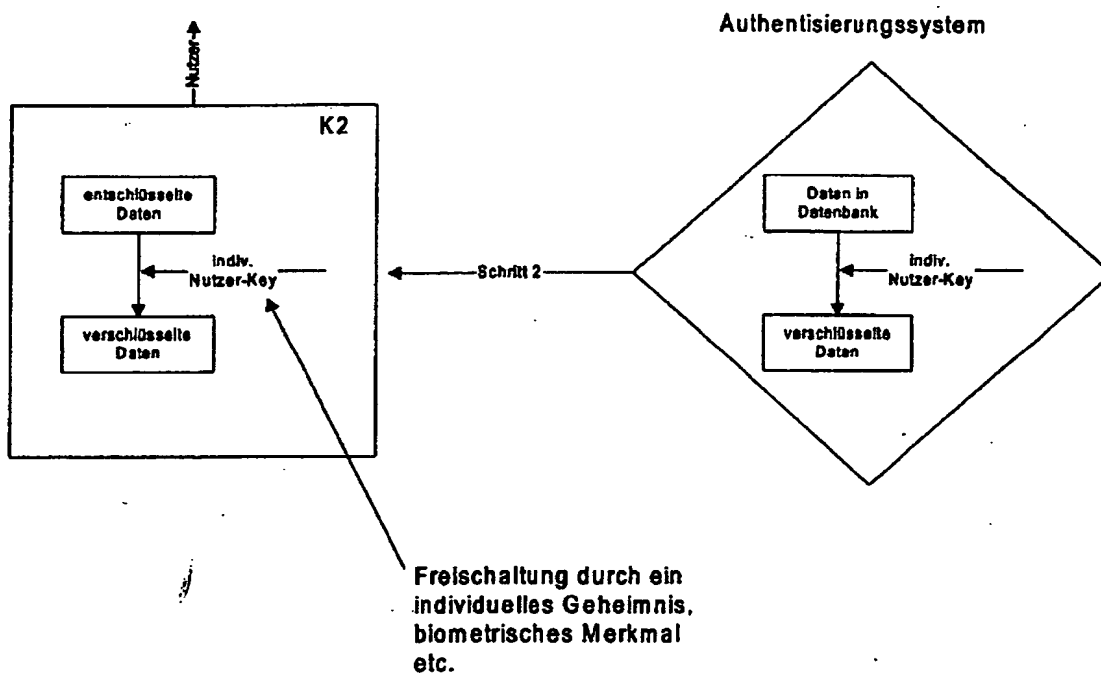 Authentisierungssystem
Nutzer
K2
entschlüsselte
Daten
indiv.
Nutzer-Key
verschlüsselte
Daten
Schritt 2
Daten in
Datenbank
indiv.
Nutzer-Key
verschlüsselte
Daten
Freischaltung durch ein
individuelles Geheimnis,
biometrisches Merkmal
etc.